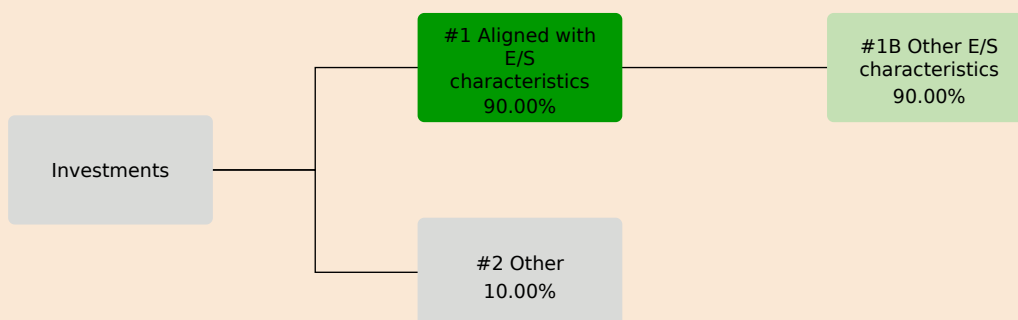 #1 Aligned with
E/S
characteristics
90.00%
#1B Other E/S
characteristics
90.00%
Investments
#2 Other
10.00%